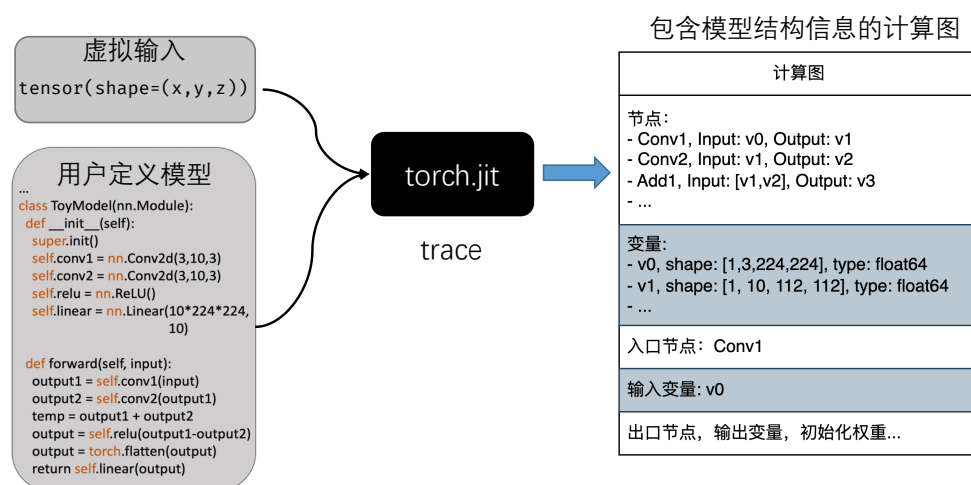 虚拟输入
tensor(shape=(x,y,z))
用户定义模型
...
class ToyModel(nn.Module):
def __init__(self):
super.init()
self.conv1 = nn.Conv2d(3,10,3)
self.conv2 = nn.Conv2d(3,10,3)
self.relu = nn.ReLU()
self.linear = nn.Linear(10*224*224,
10)
def forward(self, input):
output1 = self.conv1(input)
output2 = self.conv2(output1)
temp = output1 + output2
output = self.relu(output1-output2)
output = torch.flatten(output)
return self.linear(output)
torch.jit
trace
包含模型结构信息的计算图
计算图
节点：
- Conv1, Input: v0, Output: v1
- Conv2, Input: v1, Output: v2
- Add1, Input: [v1,v2], Output: v3
- ...
变量:
- v0, shape: [1,3,224,224], type: float64
- v1, shape: [1, 10, 112, 112], type: float64
- ...
入口节点：Conv1
输入变量: v0
出口节点，输出变量，初始化权重...